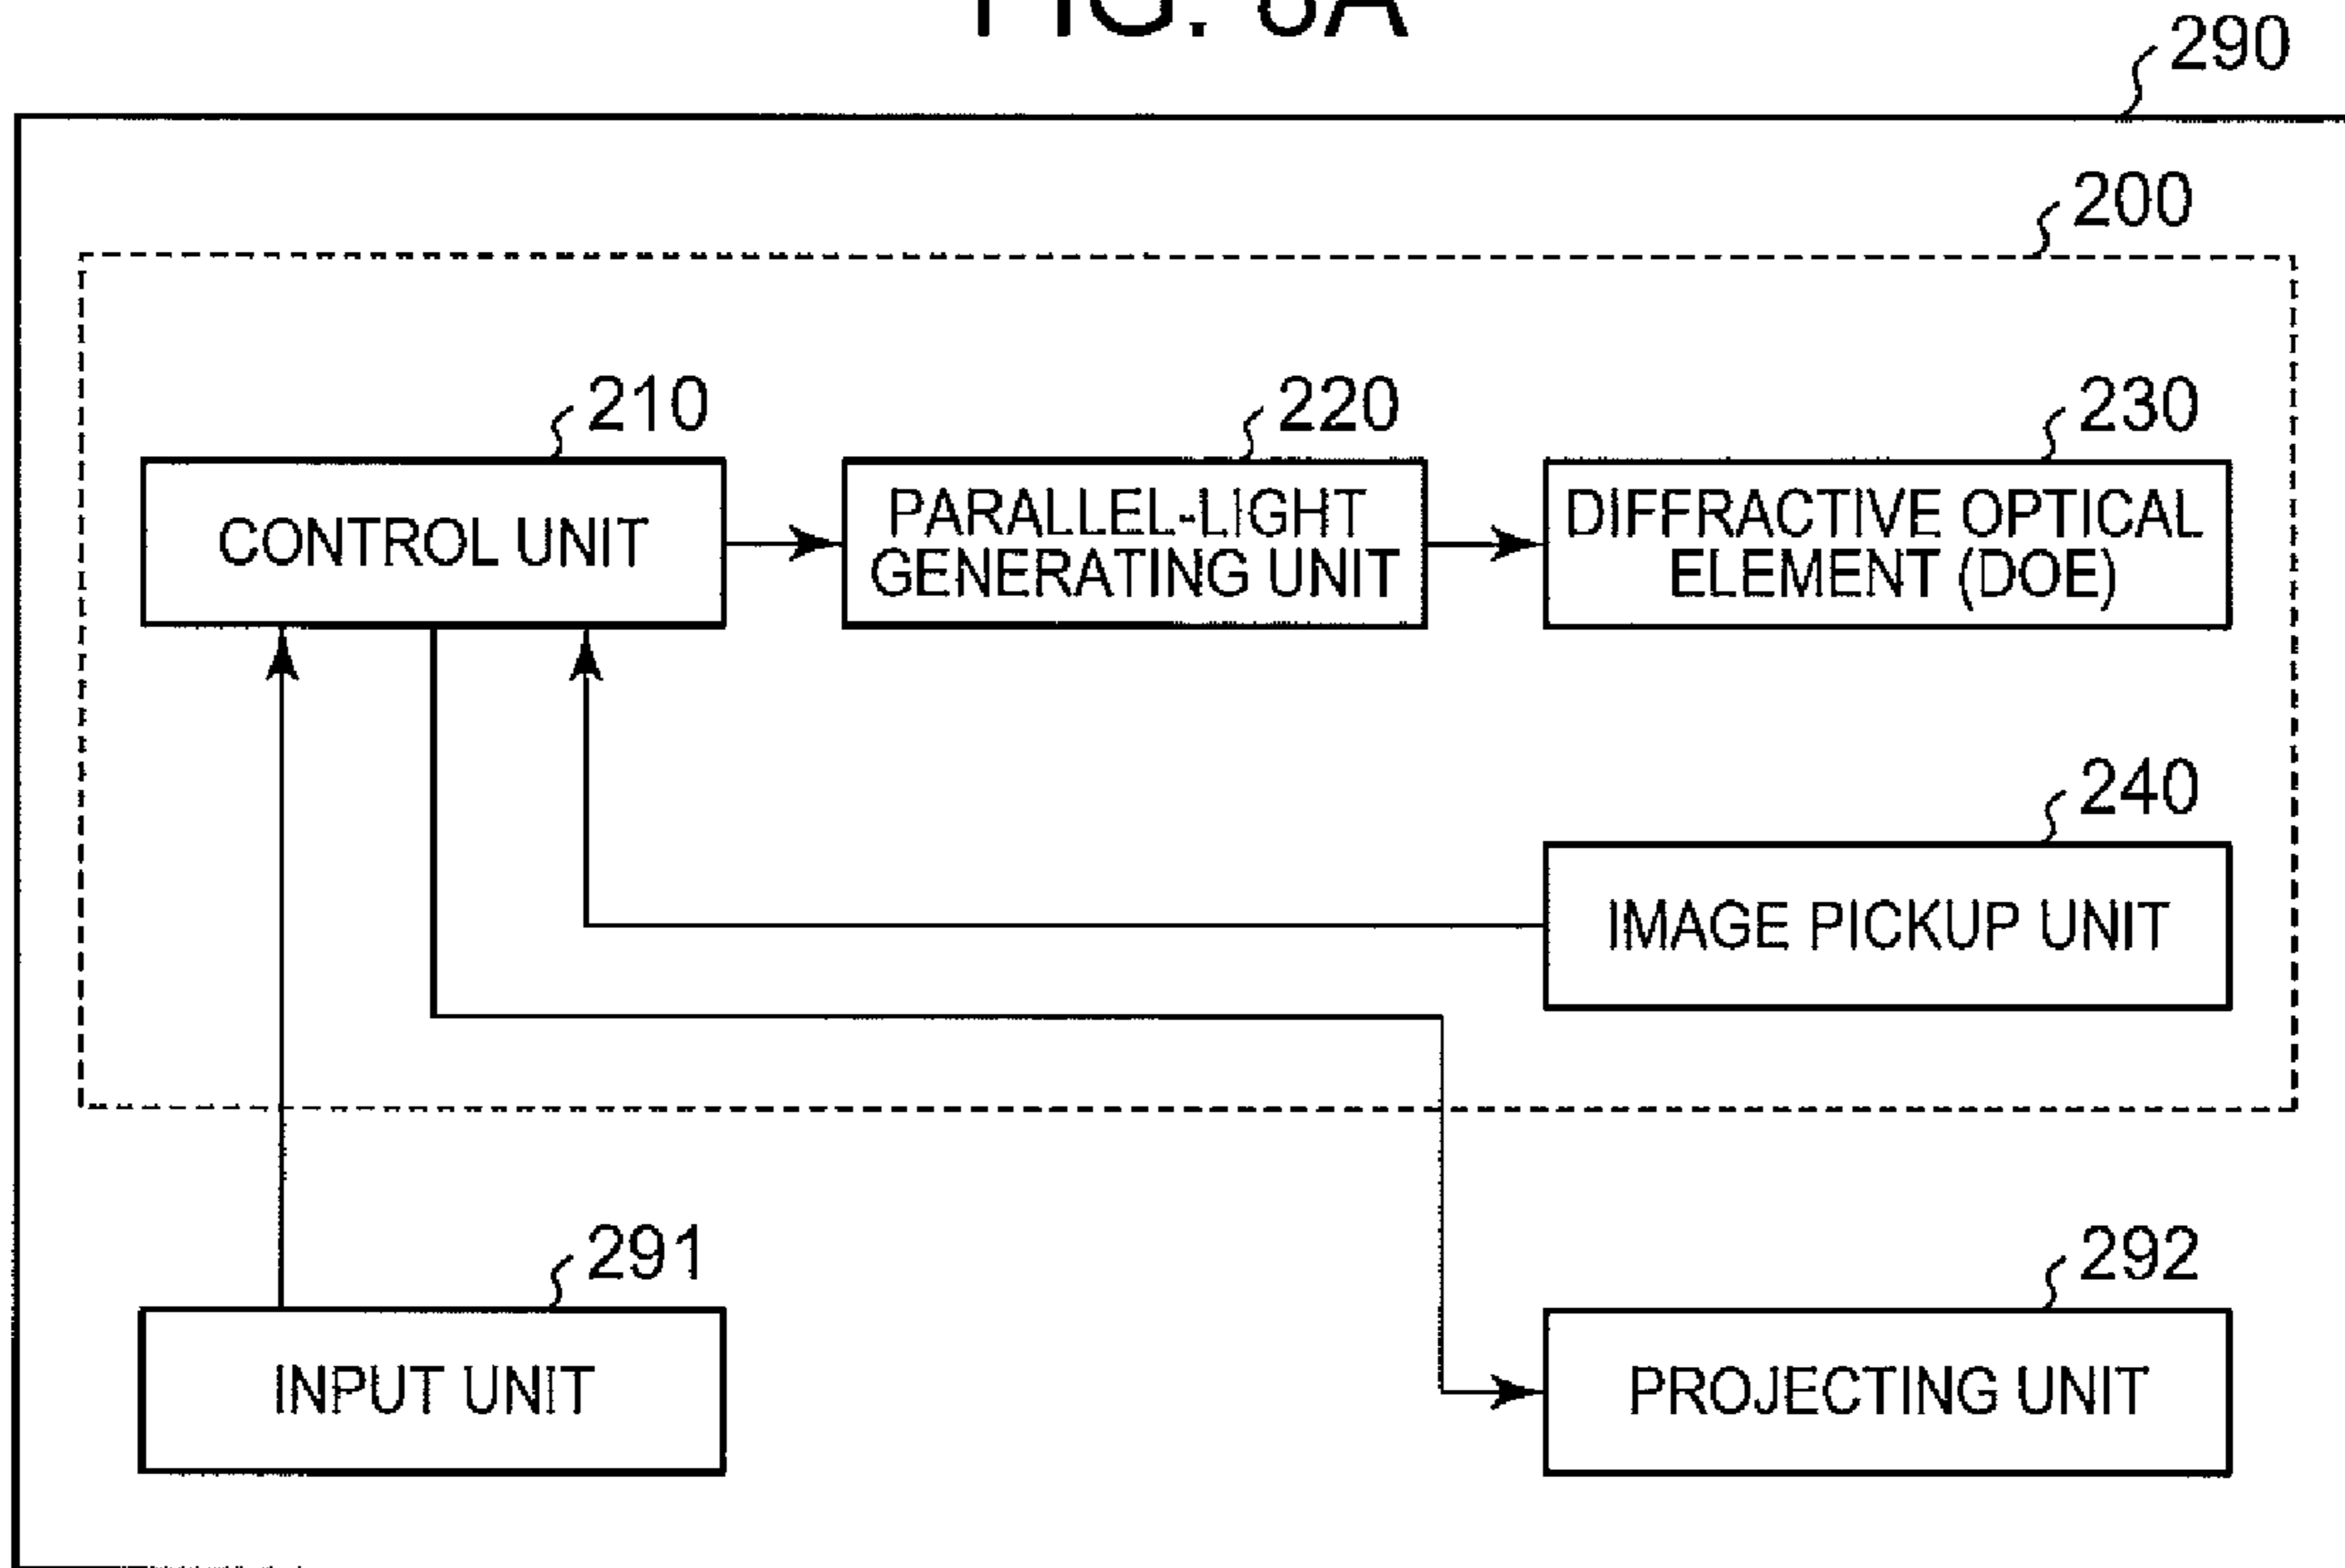 FIG.
290
200
210
220
230
CONTROL UNIT
PARALLEL-LIGHT
GENERATING UNIT
DIFFRACTIVE OPTICAL
ELEMENT (DOE)
240
IMAGE PICKUP UNIT
291
292
INPUT UNIT
PROJECTING UNIT